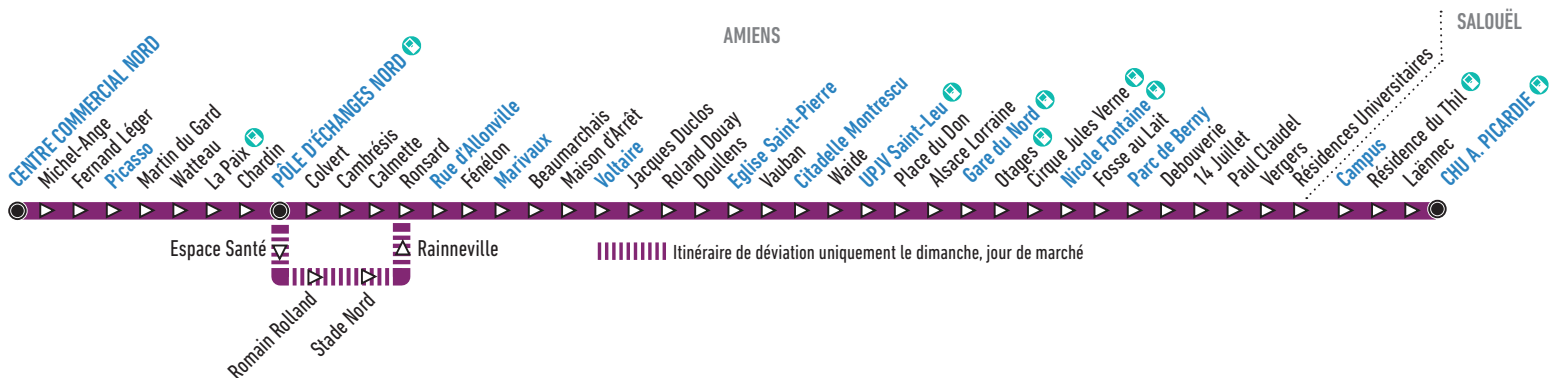 AMIENS
SALOUËL
CENTRE COMMERCIAL NORD
Michel-Ange
Fernand Léger
Picasso
Martin du Gard
Watteau
La Paix
Chardin
PÔLE D'ÉCHANGES NORD
Colvert
Cambrésis
Calmette
Ronsard
Rue d'Allonville
Fénélon
Marivaux
Beaumarchais
Maison d'Arrêt
Voltaire
Jacques Duclos
Roland Douay
Doullens
Eglise Saint-Pierre
Vauban
Citadelle Montrescu
Waide
UPJV Saint-Leu
Place du Don
Alsace Lorraine
Gare du Nord
Otages
Cirque Jules Verne
Nicole Fontaine
Fosse au Lait
Parc de Berny
Debouverie
14 Juillet
Paul Claudel
Vergers
Résidences Universitaires
Campus
Résidence du Thil
Laënnec
CHU A. PICARDIE
Espace Santé
Rainneville
Itinéraire de déviation uniquement le dimanche, jour de marché
Romain Rolland
Stade Nord